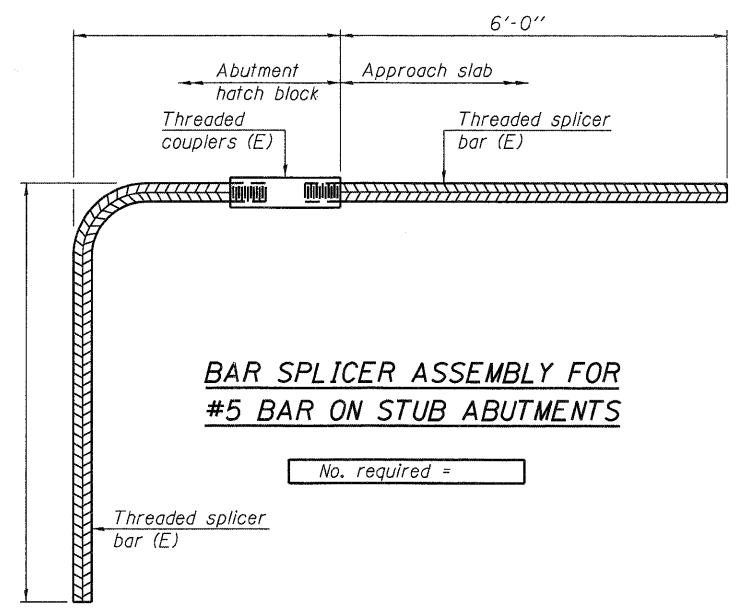 6'-0"
Abutment
hatch block
Approach slab
Threaded
couplers (E)
Threaded splicer
bar (E)
BAR SPLICER ASSEMBLY FOR
#5 BAR ON STUB ABUTMENTS
No. required =
Threaded splicer
bar (E)